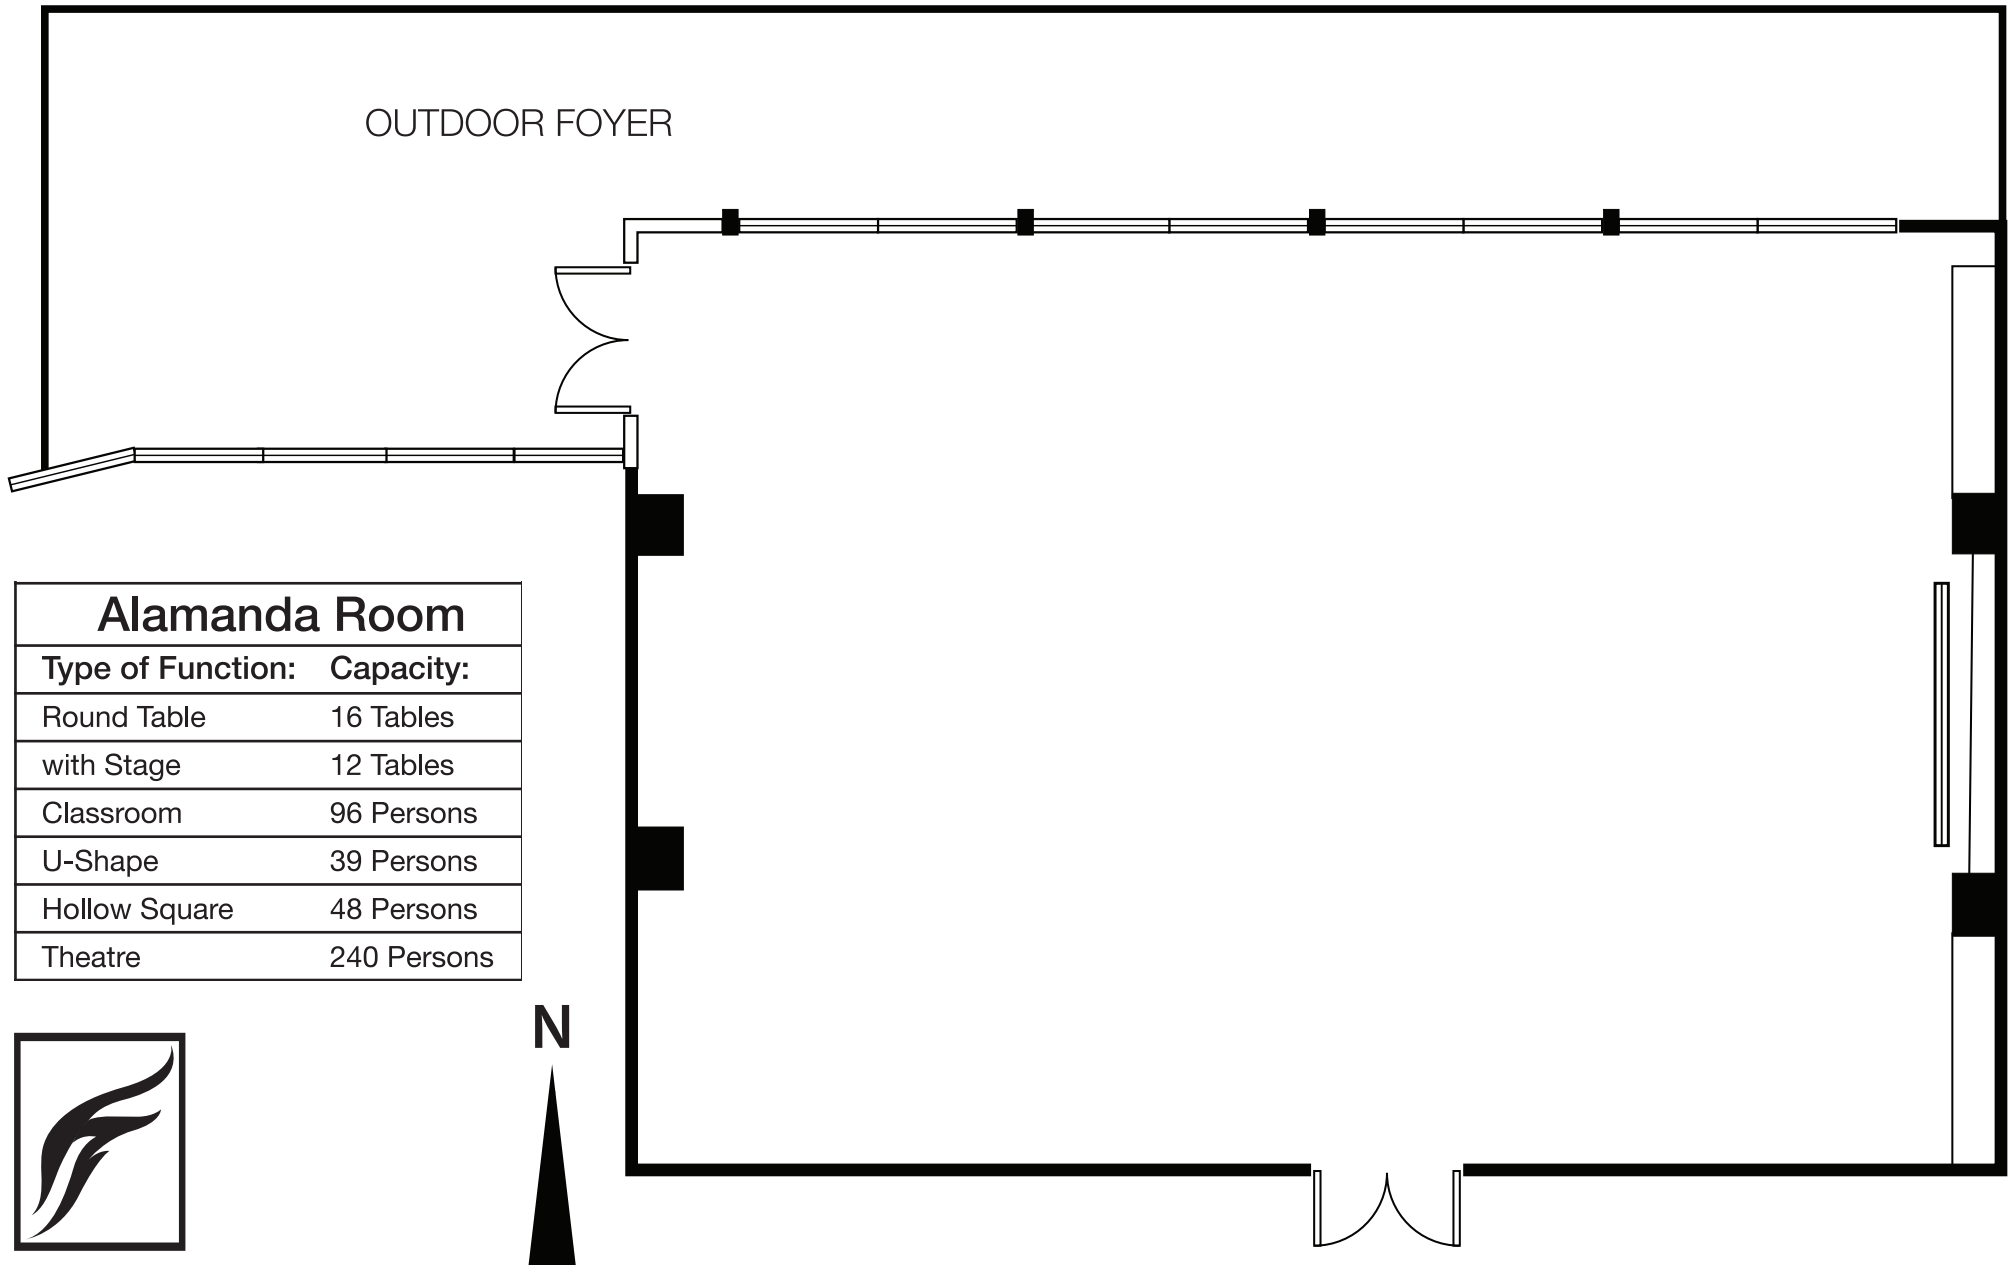 OUTDOOR FOYER
Alamanda Room
Type of Function: Capacity:
Round Table 16 Tables
with Stage 12 Tables
Classroom 96 Persons
U-Shape 39 Persons
Hollow Square 48 Persons
Theatre 240 Persons
N